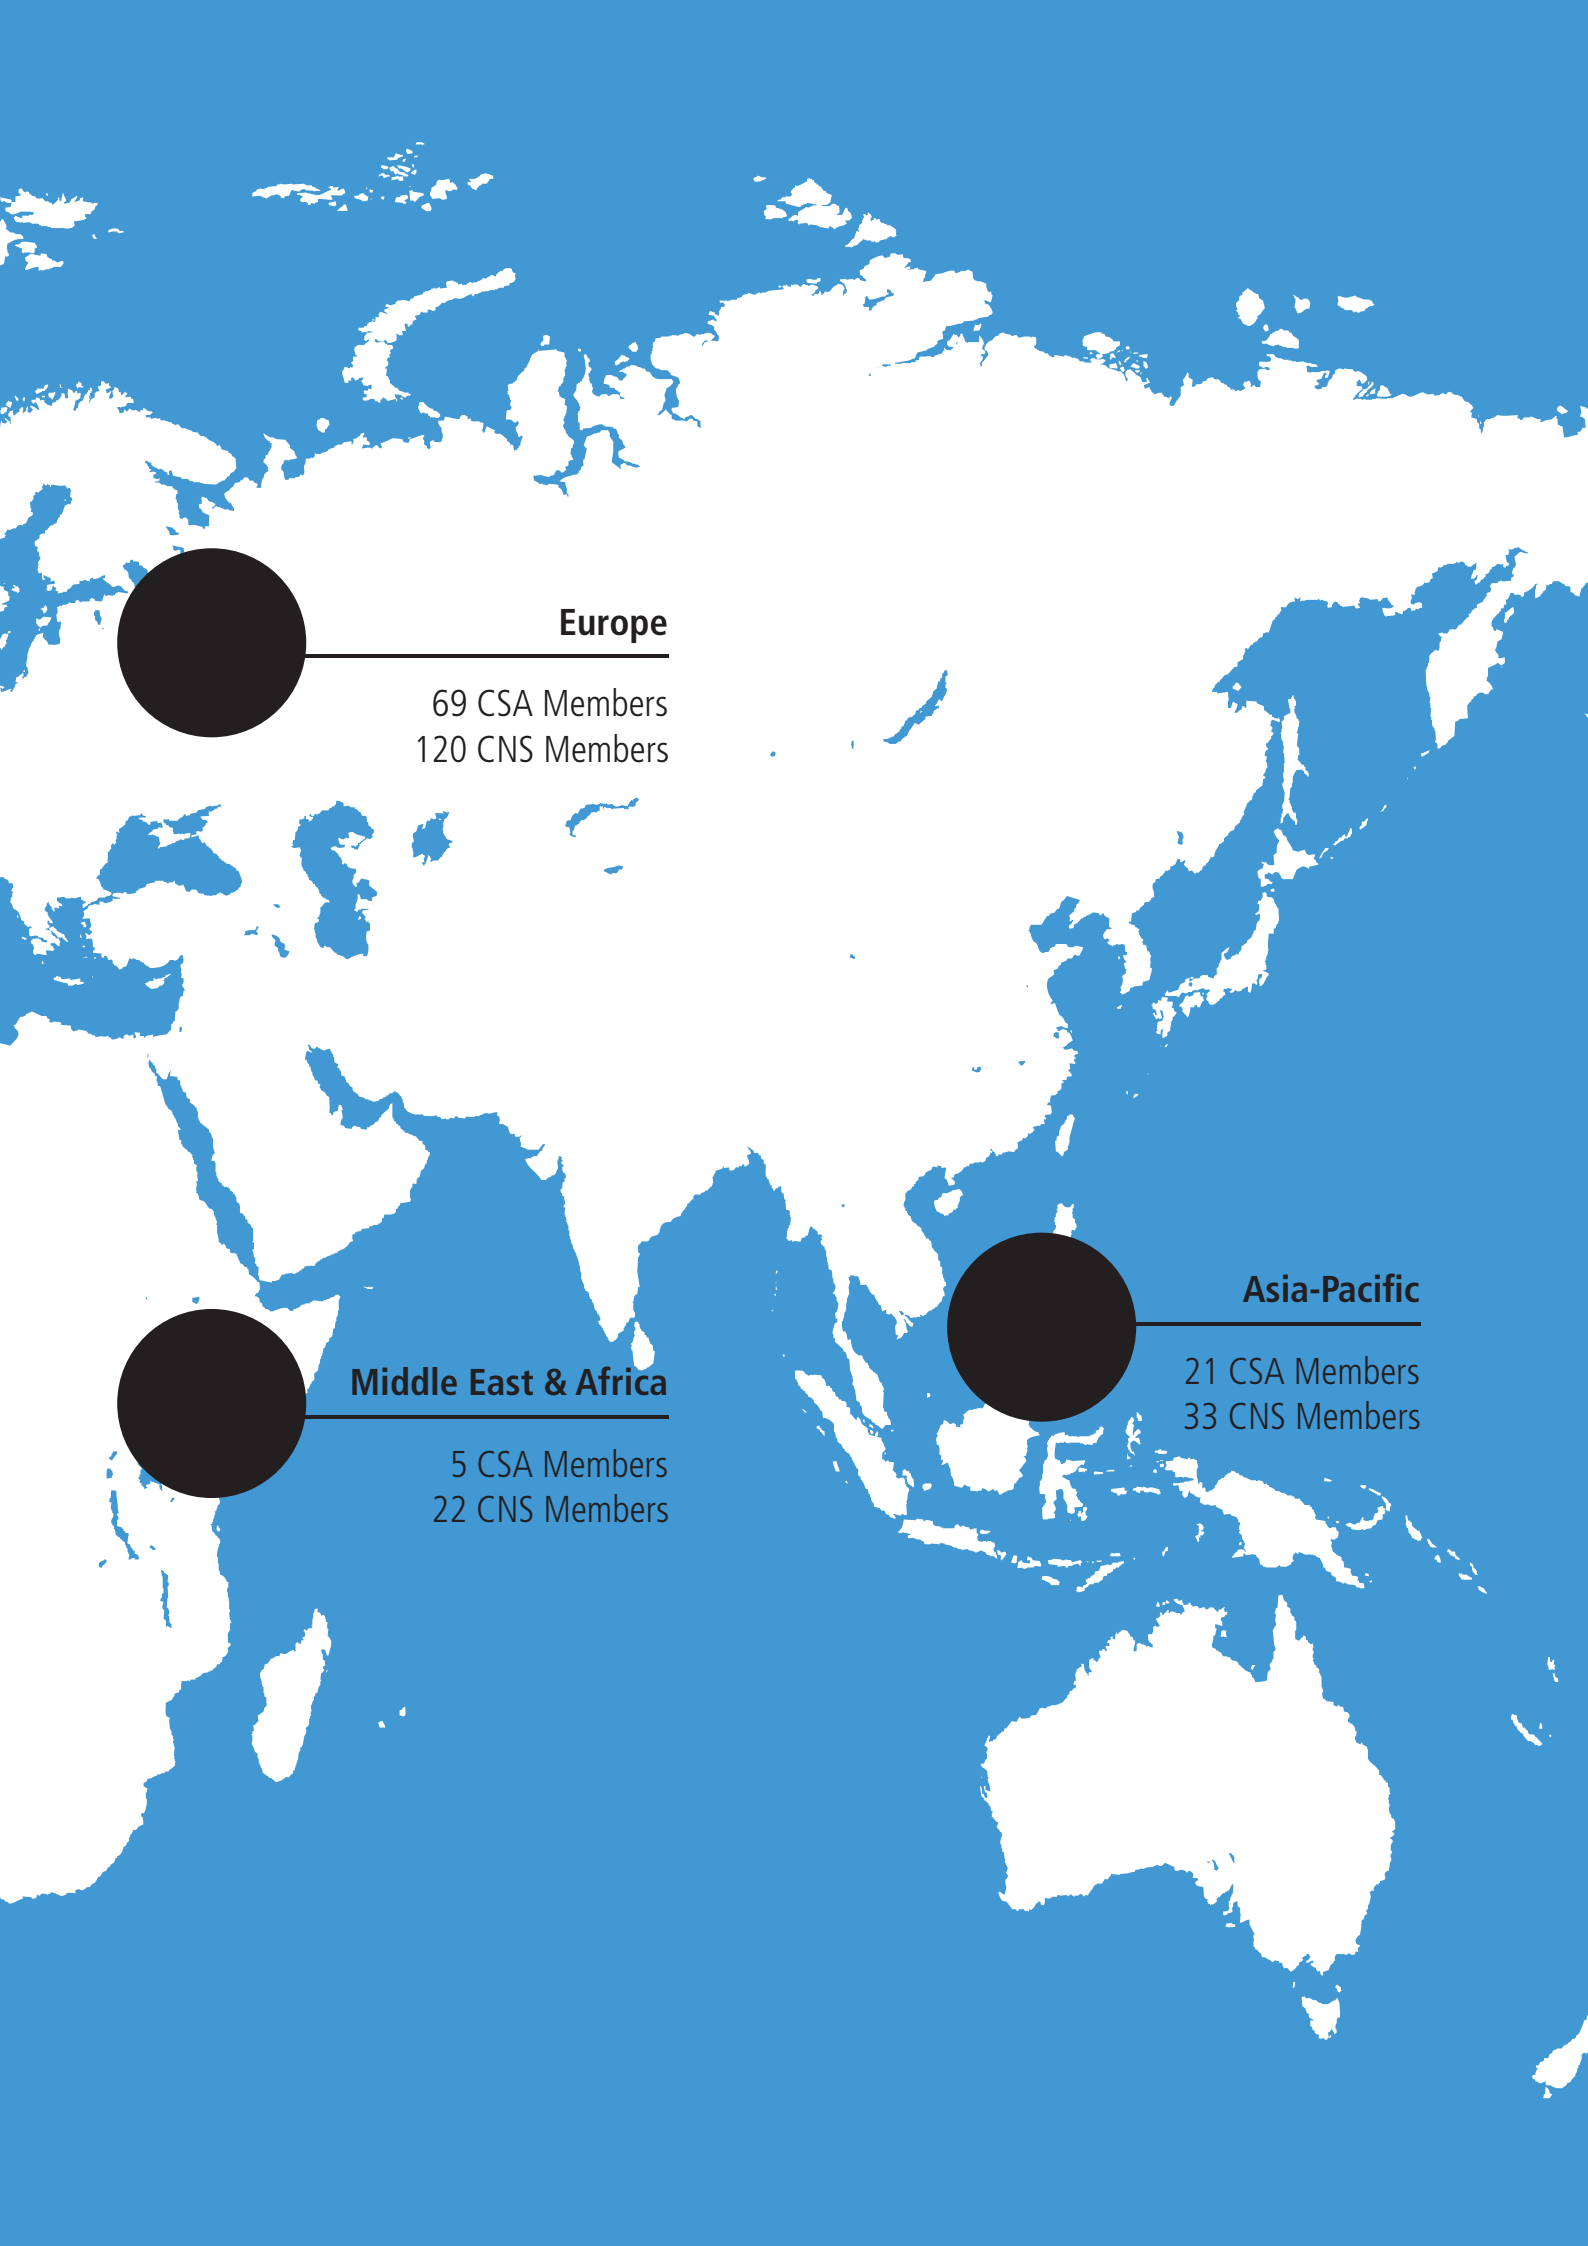 Europe
69 CSA Members
120 CNS Members
Asia-Pacific
21 CSA Members
33 CNS Members
Middle East & Africa
5 CSA Members
22 CNS Members